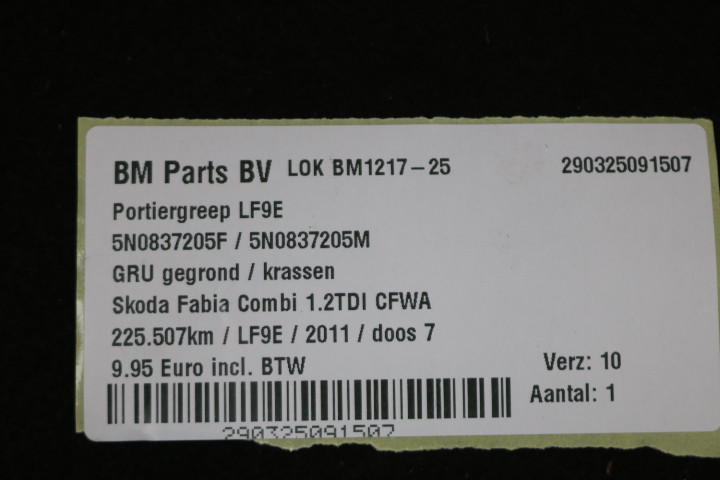 BM Parts BV LOK BM1217-25 290325091507
Portiergreep LF9E
5N0837205F / 5N0837205M
GRU gegrond / krassen
Skoda Fabia Combi 1.2TDI CFWA
225.507km / LF9E / 2011 / doos 7
9.95 Euro incl. BTW Verz: 10
Aantal: 1
290325091507